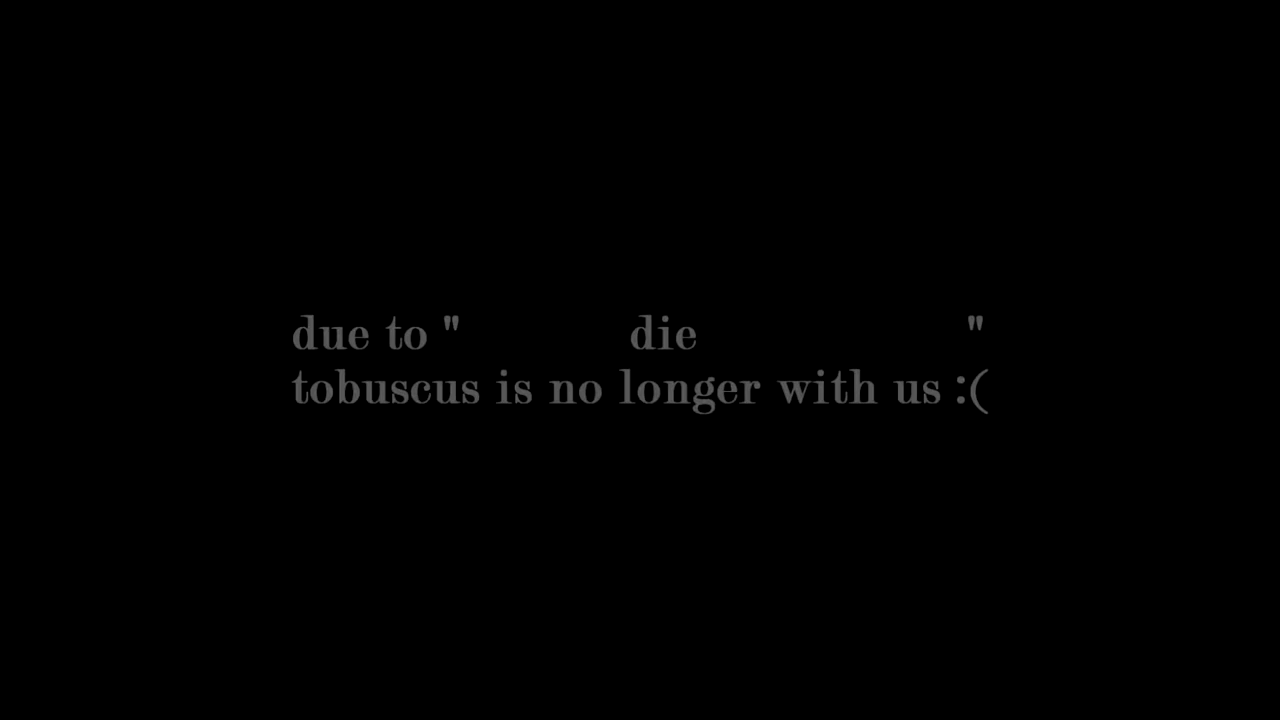 due to " die "
tobuscus is no longer with us :(